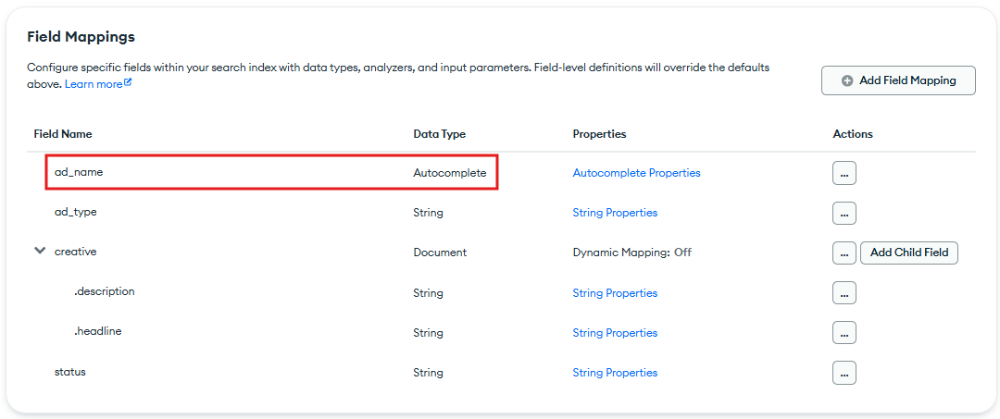 Field Mappings
Configure specific fields within your search index with data types, analyzers, and input parameters. Field-level definitions will override the defaults
above. Learn more
Add Field Mapping
Field Name Data Type Properties Actions
ad_name Autocomplete Autocomplete Properties ...
ad_type String String Properties ...
creative Document Dynamic Mapping: Off ... Add Child Field
.description String String Properties ...
.headline String String Properties ...
status String String Properties ...